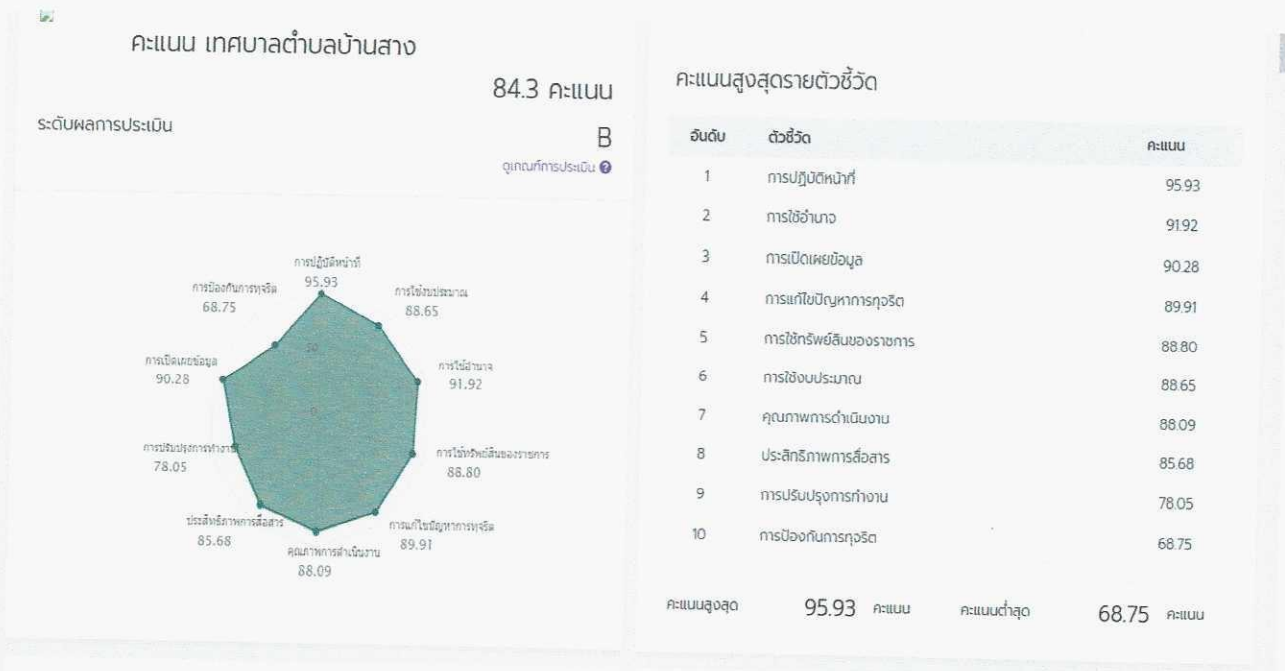 คะแนน เทศบาลตำบลบ้านสาง
84.3 คะแนน
ระดับผลการประเมิน
B
ดูเกณฑ์การประเมิน ?
การปฏิบัติหน้าที่
95.93
การป้องกันการทุจริต
68.75
การใช้งบประมาณ
88.65
การเปิดเผยข้อมูล
90.28
การใช้อำนาจ
91.92
50
0
การปรับปรุงการทำงาน
78.05
การใช้ทรัพย์สินของราชการ
88.80
ประสิทธิภาพการสื่อสาร
85.68
การแก้ไขปัญหาการทุจริต
89.91
คุณภาพการดำเนินงาน
88.09
คะแนนสูงสุดรายตัวชี้วัด
อันดับ ตัวชี้วัด คะแนน
1 การปฏิบัติหน้าที่ 95.93
2 การใช้อำนาจ 91.92
3 การเปิดเผยข้อมูล 90.28
4 การแก้ไขปัญหาการทุจริต 89.91
5 การใช้ทรัพย์สินของราชการ 88.80
6 การใช้งบประมาณ 88.65
7 คุณภาพการดำเนินงาน 88.09
8 ประสิทธิภาพการสื่อสาร 85.68
9 การปรับปรุงการทำงาน 78.05
10 การป้องกันการทุจริต 68.75
คะแนนสูงสุด 95.93 คะแนน คะแนนต่ำสุด 68.75 คะแนน